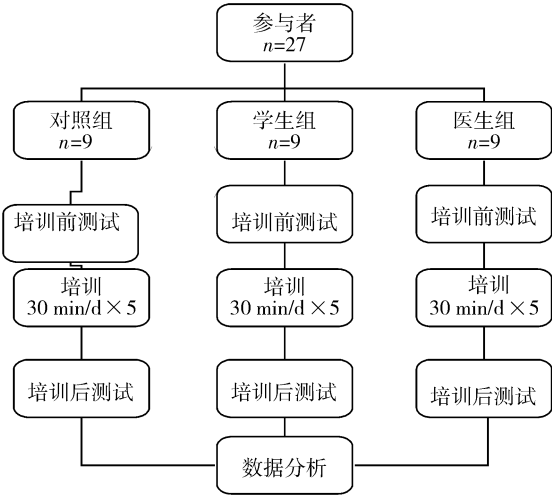 参与者
n=27
对照组
n=9
学生组
n=9
医生组
n=9
培训前测试
培训前测试
培训前测试
培训
30 min/d×5
培训
30 min/d×5
培训
30 min/d×5
培训后测试
培训后测试
培训后测试
数据分析